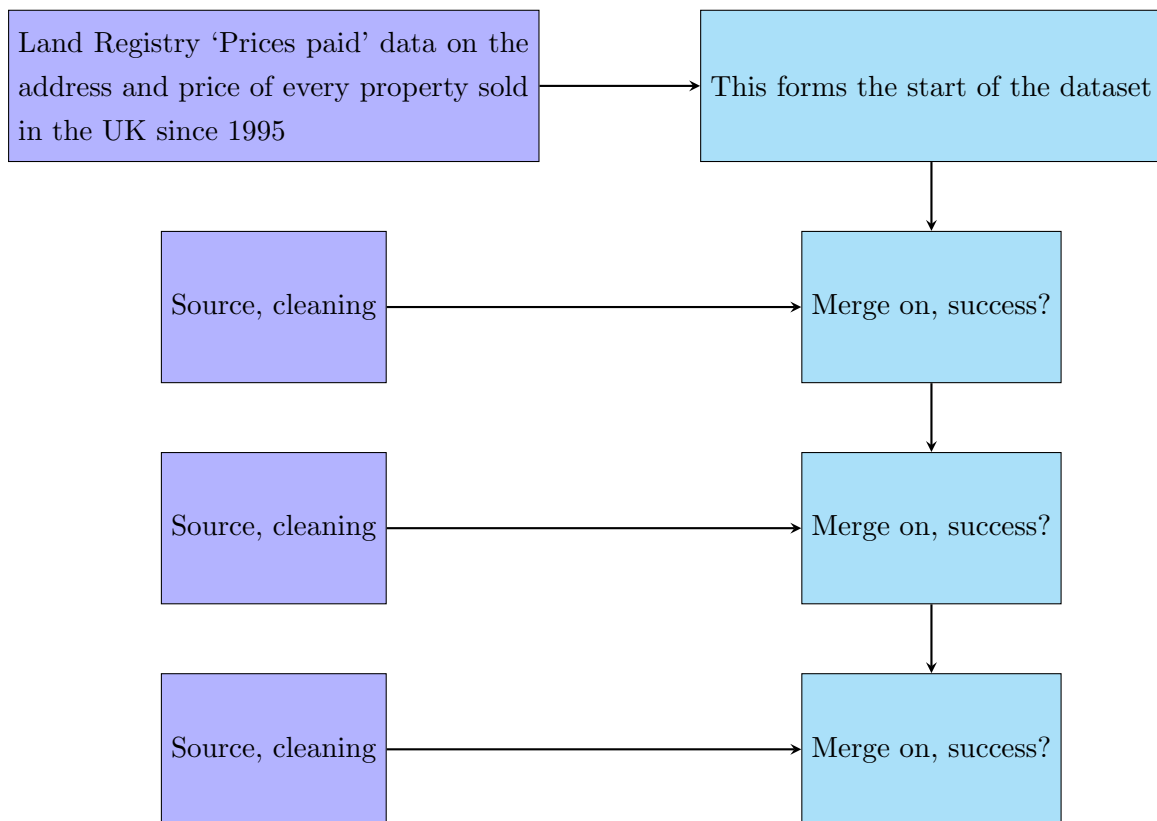 Land Registry ‘Prices paid’ data on the
address and price of every property sold
in the UK since 1995
This forms the start of the dataset
Source, cleaning
Merge on, success?
Source, cleaning
Merge on, success?
Source, cleaning
Merge on, success?